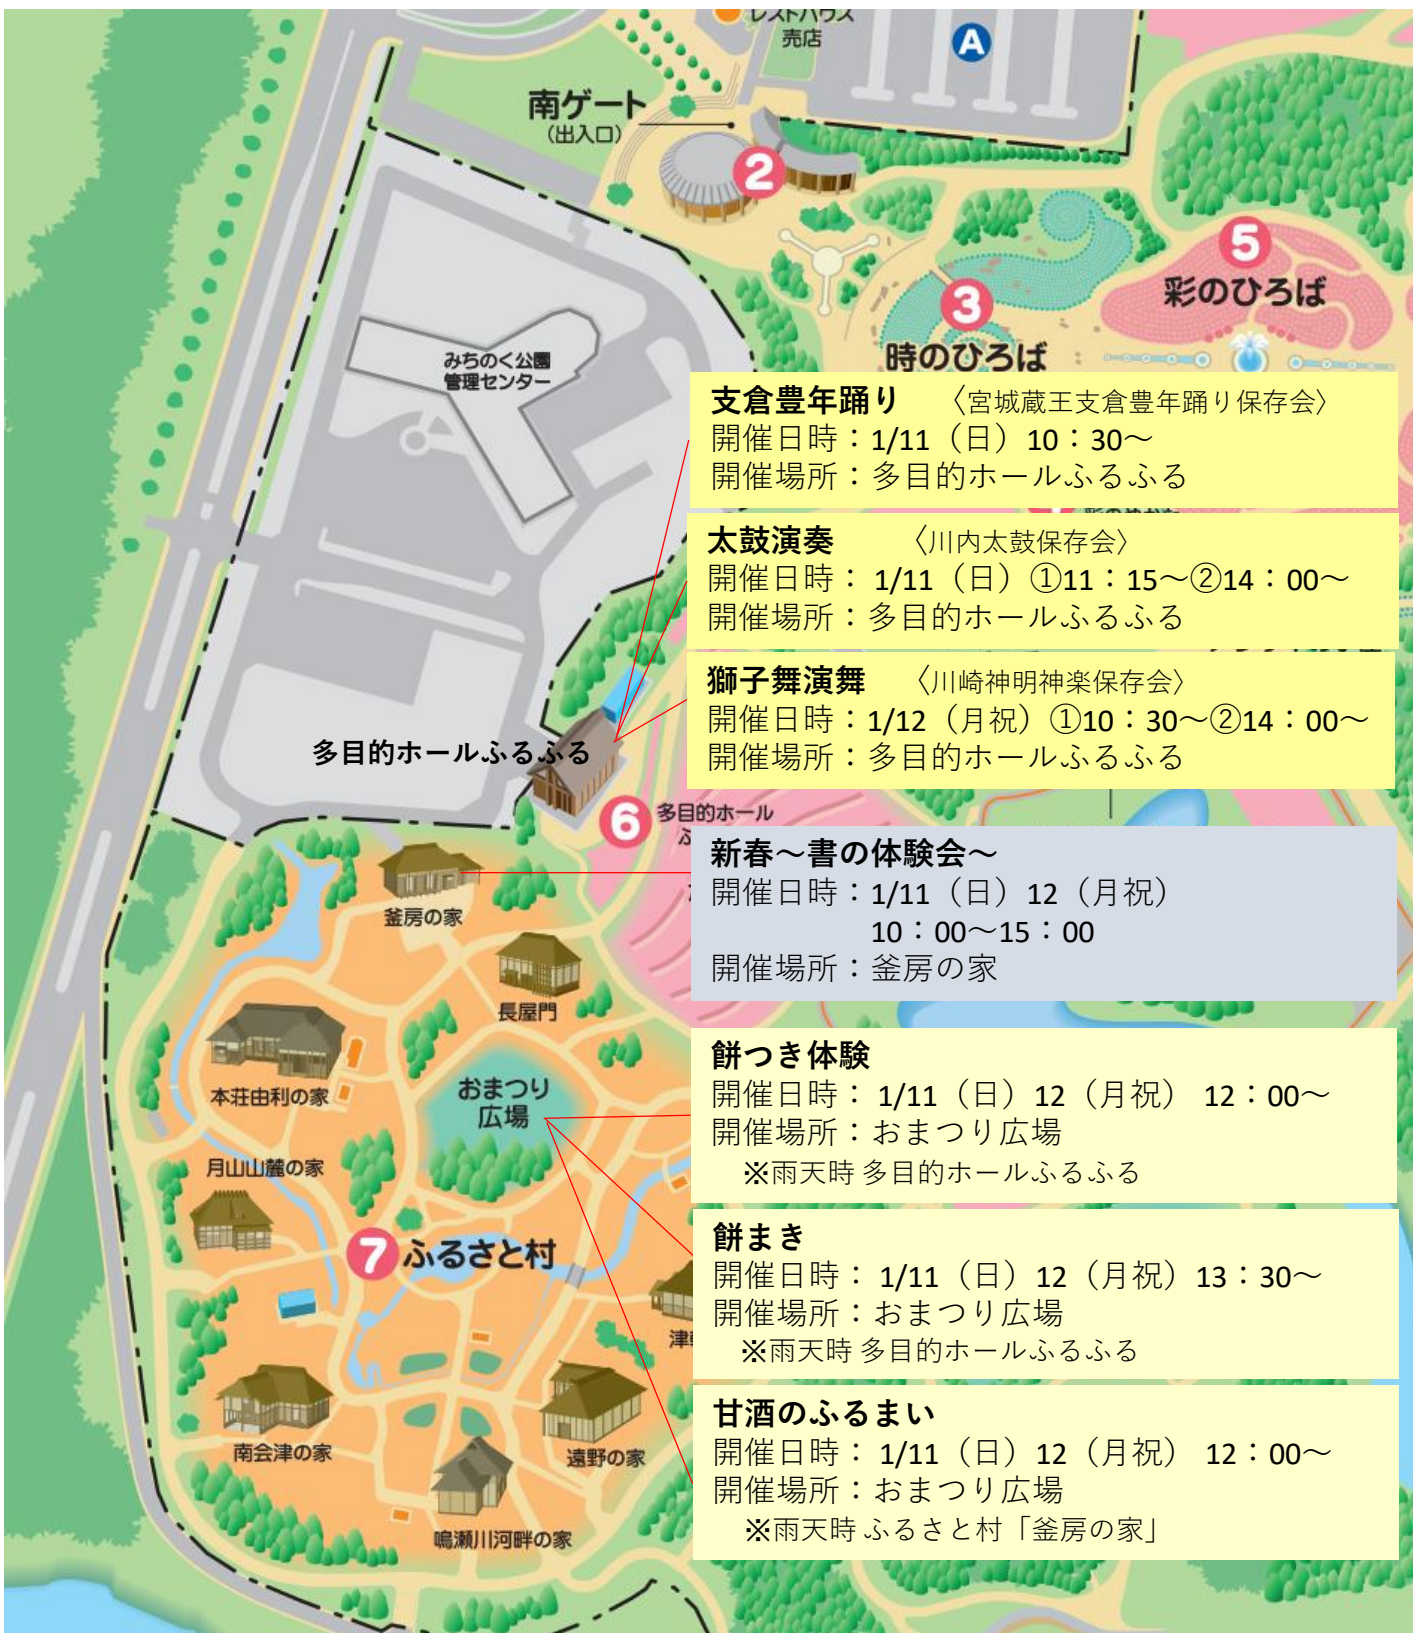 レストハウス
売店
A
南ゲート
(出入口)
2
5
彩のひろば
3
時のひろば
みちのく公園
管理センター
支倉豊年踊り 〈宮城蔵王支倉豊年踊り保存会〉
開催日時：1/11（日）10：30～
開催場所：多目的ホールふるふる
太鼓演奏 〈川内太鼓保存会〉
開催日時： 1/11（日）①11：15～②14：00～
開催場所：多目的ホールふるふる
獅子舞演舞 〈川崎神明神楽保存会〉
開催日時：1/12（月祝）①10：30～②14：00～
開催場所：多目的ホールふるふる
多目的ホールふるふる
6
多目的ホール
ふ
新春～書の体験会～
開催日時：1/11（日）12（月祝）
10：00～15：00
開催場所：釜房の家
釜房の家
長屋門
本荘由利の家
おまつり
広場
餅つき体験
開催日時： 1/11（日）12（月祝） 12：00～
開催場所：おまつり広場
※雨天時 多目的ホールふるふる
月山山麓の家
7
ふるさと村
餅まき
開催日時： 1/11（日）12（月祝）13：30～
開催場所：おまつり広場
※雨天時 多目的ホールふるふる
津
甘酒のふるまい
開催日時： 1/11（日）12（月祝） 12：00～
開催場所：おまつり広場
※雨天時 ふるさと村「釜房の家」
南会津の家
遠野の家
鳴瀬川河畔の家